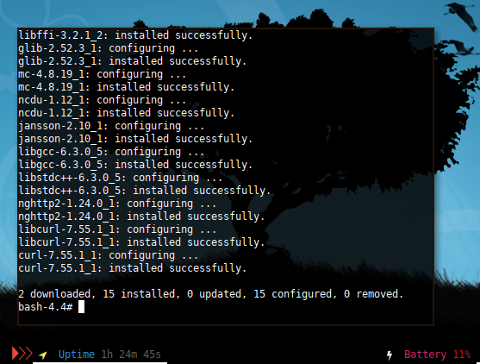 libffi-3.2.1_2: installed successfully.
glib-2.52.3_1: configuring ...
glib-2.52.3_1: installed successfully.
mc-4.8.19_1: configuring ...
mc-4.8.19_1: installed successfully.
ncdu-1.12_1: configuring ...
ncdu-1.12_1: installed successfully.
jansson-2.10_1: configuring ...
jansson-2.10_1: installed successfully.
libgcc-6.3.0_5: configuring ...
libgcc-6.3.0_5: installed successfully.
libstdc++-6.3.0_5: configuring ...
libstdc++-6.3.0_5: installed successfully.
nghttp2-1.24.0_1: configuring ...
nghttp2-1.24.0_1: installed successfully.
libcurl-7.55.1_1: configuring ...
libcurl-7.55.1_1: installed successfully.
curl-7.55.1_1: configuring ...
curl-7.55.1_1: installed successfully.
2 downloaded, 15 installed, 0 updated, 15 configured, 0 removed.
bash-4.4#
Uptime 1h 24m 45s Battery 11%